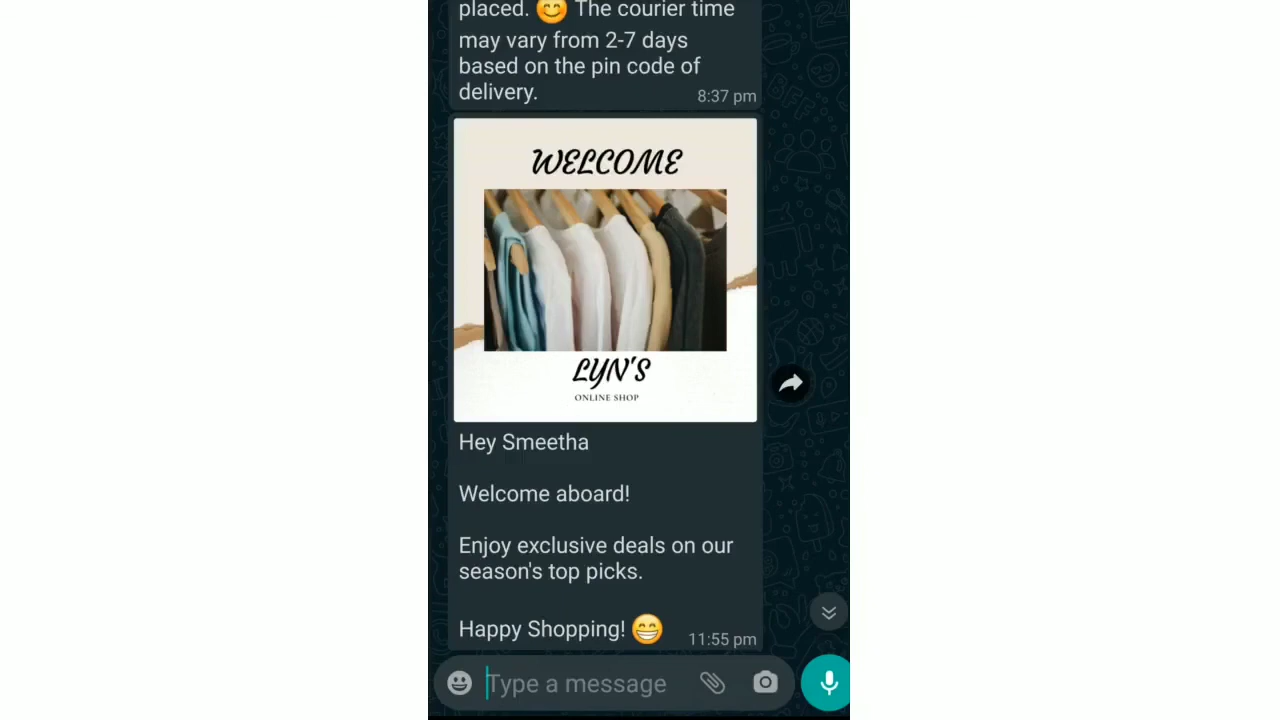 placed. 😊 The courier time
may vary from 2-7 days
based on the pin code of
delivery.
8:37 pm
WELCOME
LYN'S
ONLINE SHOP
Hey Smeetha
Welcome aboard!
Enjoy exclusive deals on our
season's top picks.
Happy Shopping! 😁
11:55 pm
Type a message